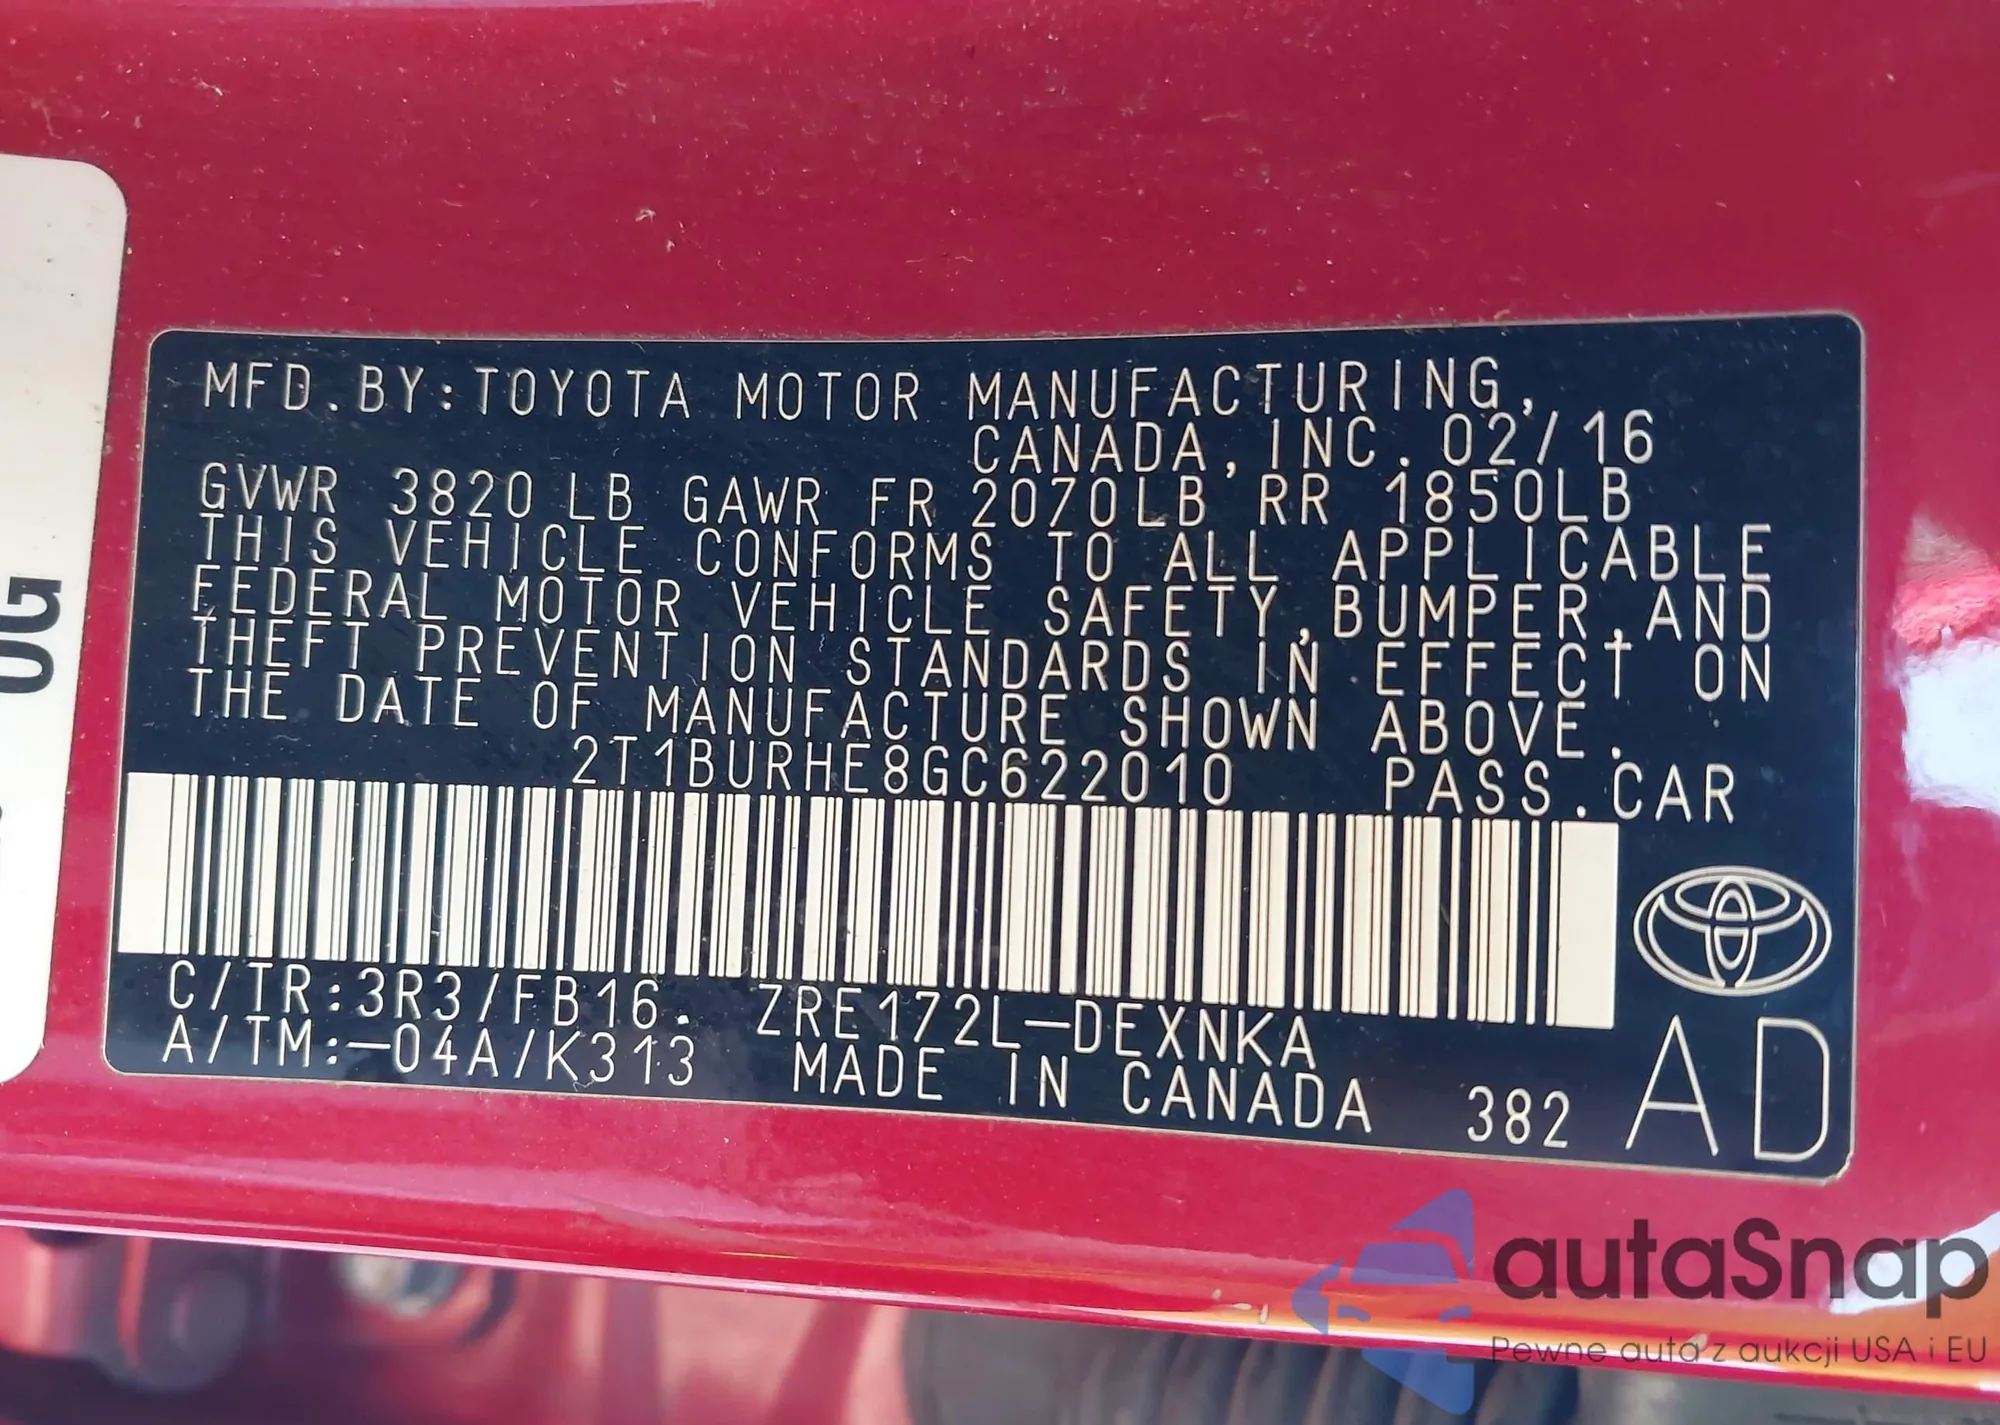 MFD.BY:TOYOTA MOTOR MANUFACTURING,
CANADA,INC. 02/16
GVWR 3820LB GAWR FR 2070LB RR 1850LB
THIS VEHICLE CONFORMS TO ALL APPLICABLE
FEDERAL MOTOR VEHICLE SAFETY,BUMPER,AND
THEFT PREVENTION STANDARDS IN EFFECT ON
THE DATE OF MANUFACTURE SHOWN ABOVE.
2T1BURHE8GC622010 PASS.CAR
C/TR:3R3/FB16. ZRE172L-DEXNKA
A/TM:-04A/K313 MADE IN CANADA 382 AD
0G
autaSnap
Pewne auta z aukcji USA i EU